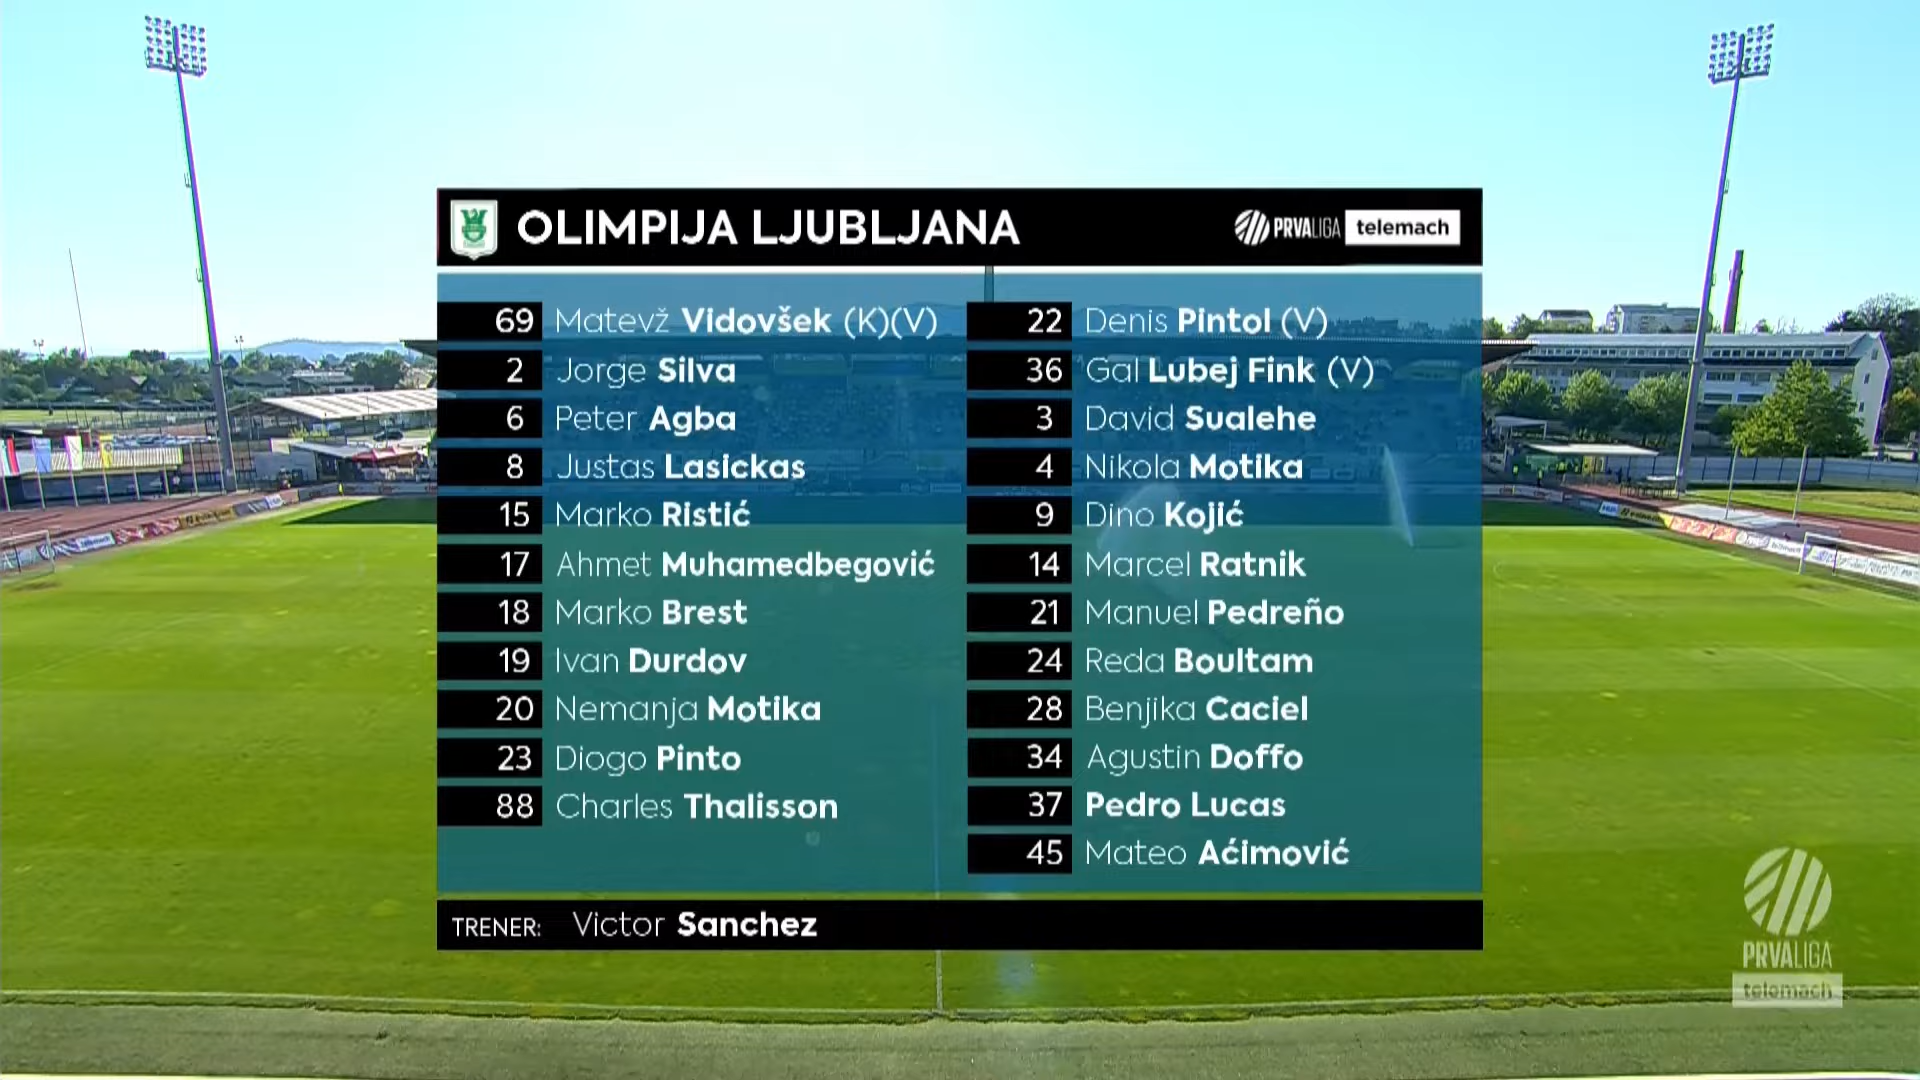 OLIMPIJA LJUBLJANA
PRVALIGA telemach
69 Matevž Vidovšek (K)(V)
2 Jorge Silva
6 Peter Agba
8 Justas Lasickas
15 Marko Ristić
17 Ahmet Muhamedbegović
18 Marko Brest
19 Ivan Durdov
20 Nemanja Motika
23 Diogo Pinto
88 Charles Thalisson
22 Denis Pintol (V)
36 Gal Lubej Fink (V)
3 David Sualehe
4 Nikola Motika
9 Dino Kojić
14 Marcel Ratnik
21 Manuel Pedreño
24 Reda Boultam
28 Benjika Caciel
34 Agustin Doffo
37 Pedro Lucas
45 Mateo Aćimović
TRENER: Victor Sanchez
PRVALIGA
telemach